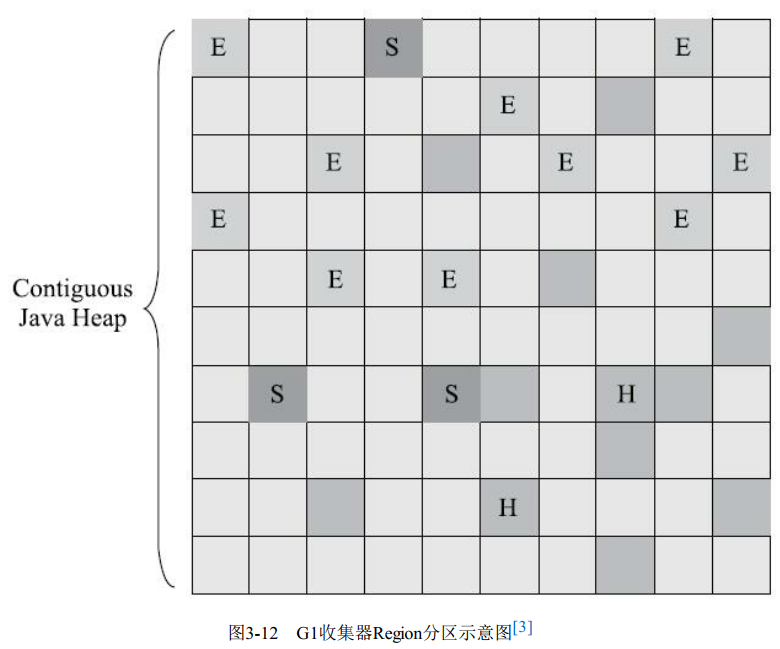 E S E
E
E E E
E E
E E
Contiguous
Java Heap
S S H
H
图3-12 G1收集器Region分区示意图[3]